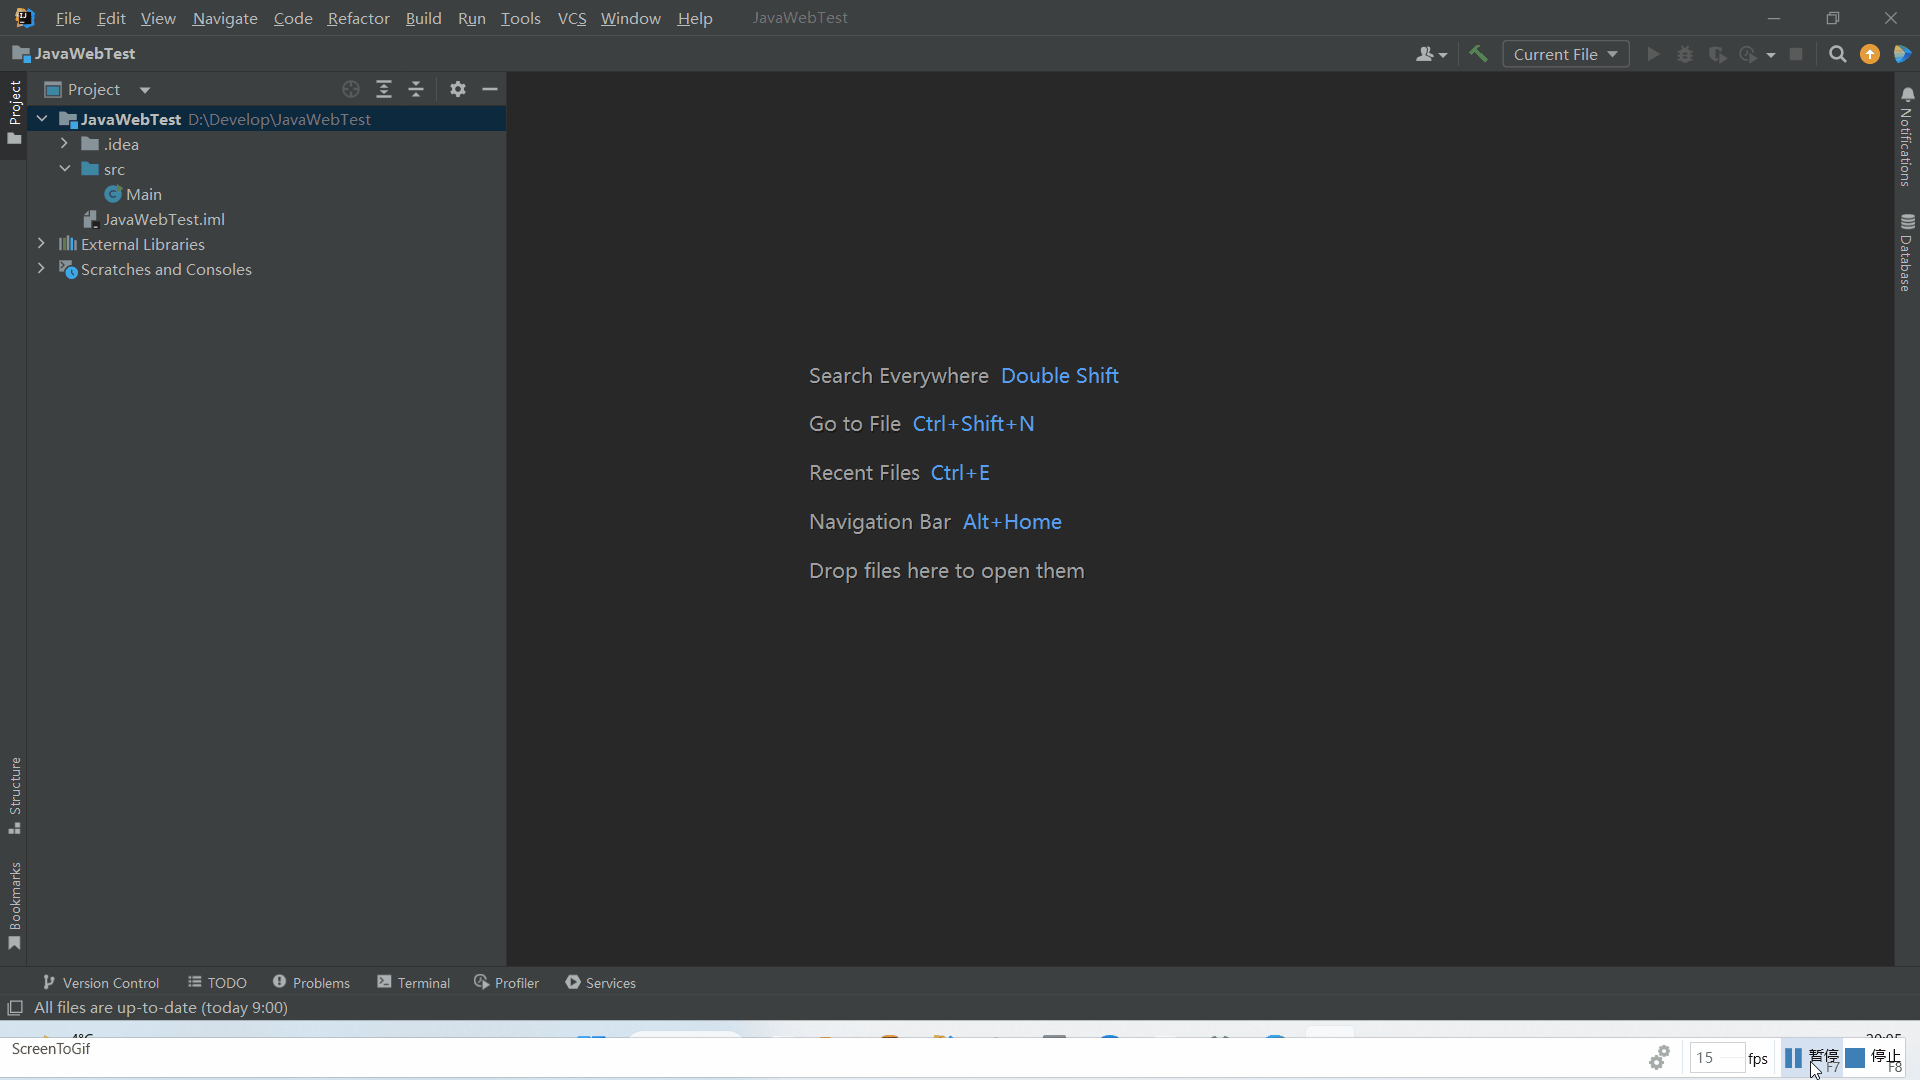 File Edit View Navigate Code Refactor Build Run Tools VCS Window Help JavaWebTest
JavaWebTest
Current File
Project
Project
JavaWebTest D:\Develop\JavaWebTest
.idea
src
Main
JavaWebTest.iml
External Libraries
Scratches and Consoles
Search Everywhere Double Shift
Go to File Ctrl+Shift+N
Recent Files Ctrl+E
Navigation Bar Alt+Home
Drop files here to open them
Notifications
Database
Structure
Bookmarks
Version Control TODO Problems Terminal Profiler Services
All files are up-to-date (today 9:00)
ScreenToGif
15 fps 暂停 F7 停止 F8